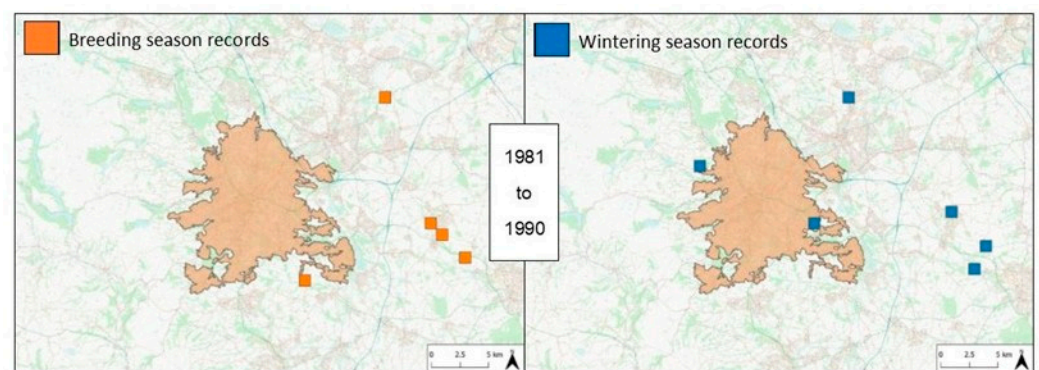 Breeding season records
Wintering season records
1981
to
1990
0 2.5 5 km
0 2.5 5 km